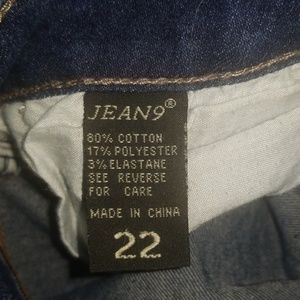 JEAN9®
80% COTTON
17% POLYESTER
3% ELASTANE
SEE REVERSE
FOR CARE
MADE IN CHINA
22